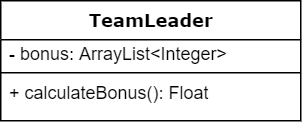 TeamLeader
- bonus: ArrayList<Integer>
+ calculateBonus(): Float